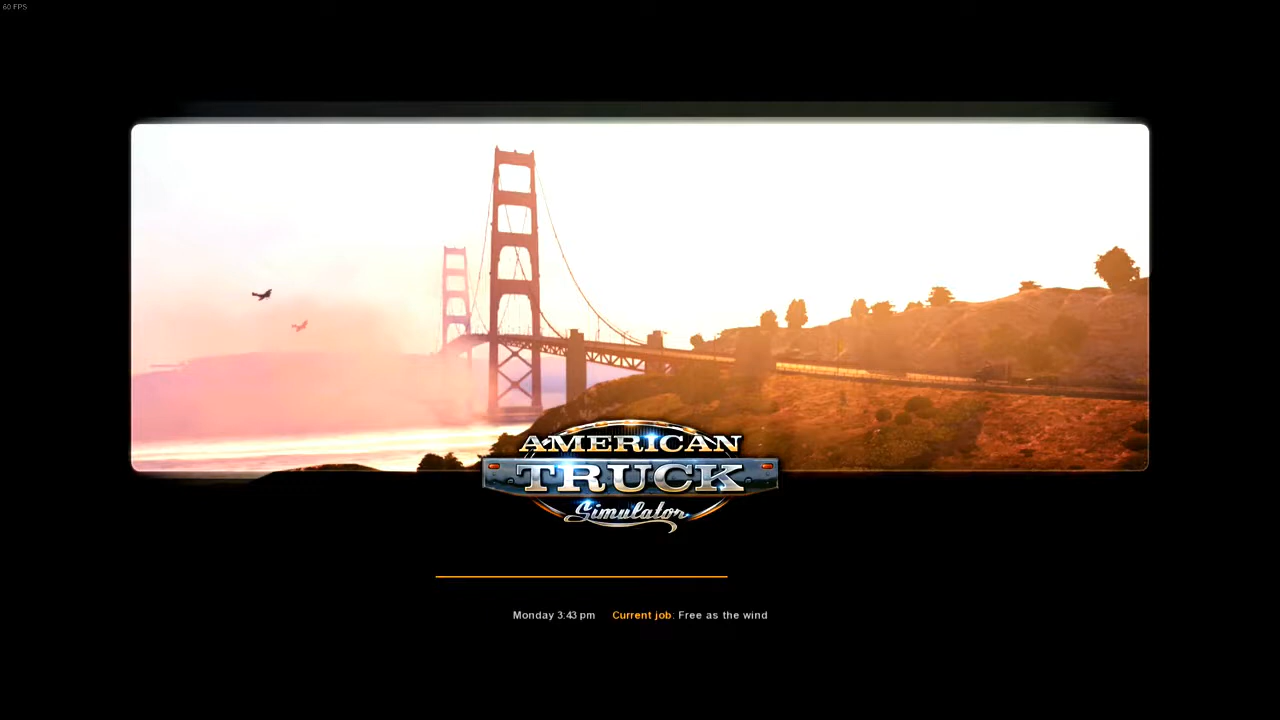 60 FPS
AMERICAN
TRUCK
Simulator
Monday 3:43 pm Current job: Free as the wind